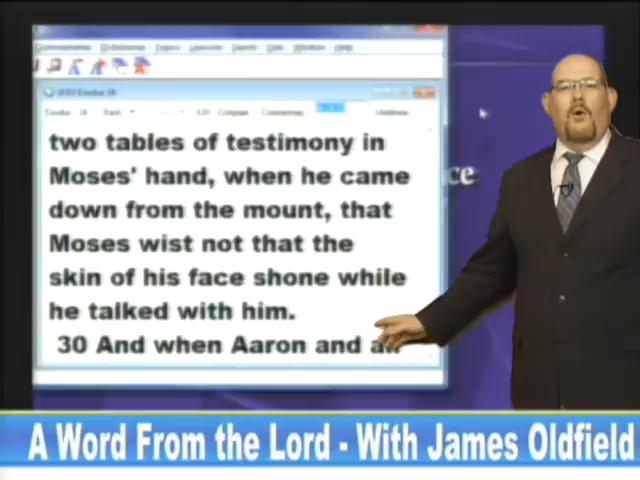 two tables of testimony in
Moses' hand, when he came
down from the mount, that
Moses wist not that the
skin of his face shone while
he talked with him.
30 And when Aaron and all
ce
A Word From the Lord - With James Oldfield